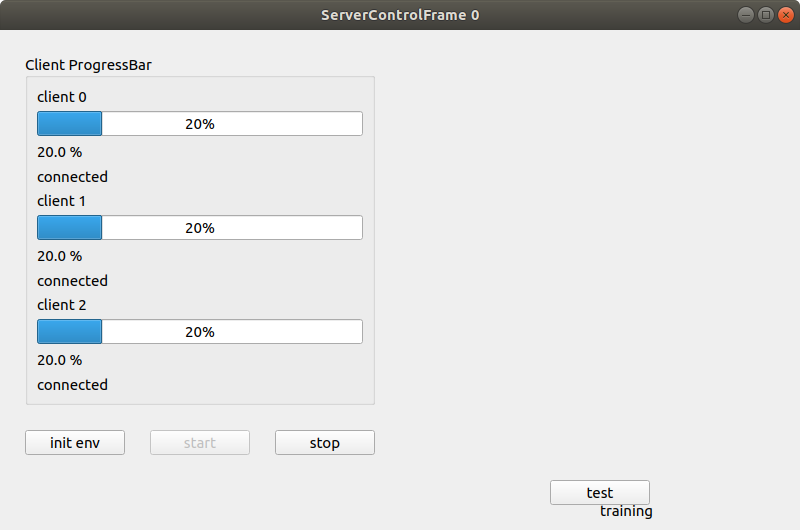 ServerControlFrame 0
Client ProgressBar
client 0
20%
20.0 %
connected
client 1
20%
20.0 %
connected
client 2
20%
20.0 %
connected
init env start stop
test
training